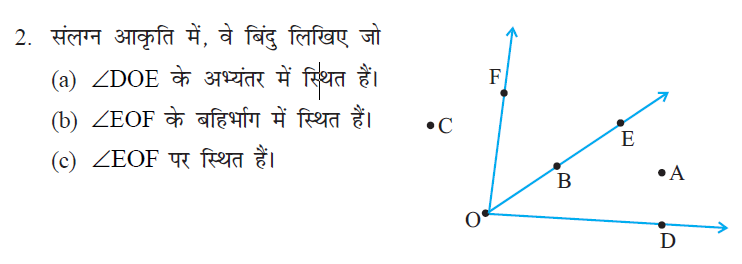 2. संलग्न आकृति में, वे बिंदु लिखिए जो
(a) ∠DOE के अभ्यंतर में स्थित हैं।
(b) ∠EOF के बहिर्भाग में स्थित हैं।
(c) ∠EOF पर स्थित हैं।
F
C
E
B
A
O
D